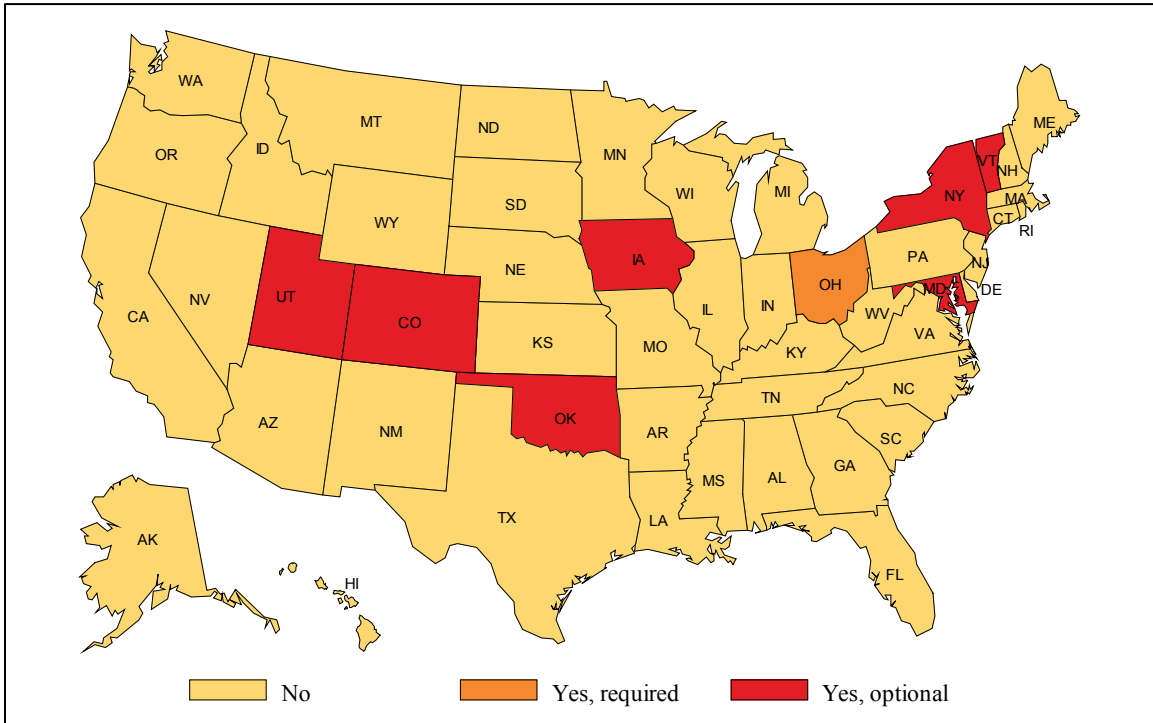 WA
MT
ND
MN
ME
OR
ID
SD
WI
MI
VT
NH
NY
MA
CT
RI
WY
NE
IA
PA
NJ
NV
UT
CO
IL
IN
OH
MD
DE
WV
VA
CA
KS
MO
KY
NC
TN
AZ
NM
OK
AR
SC
MS
AL
GA
TX
LA
AK
HI
FL
No
Yes, required
Yes, optional